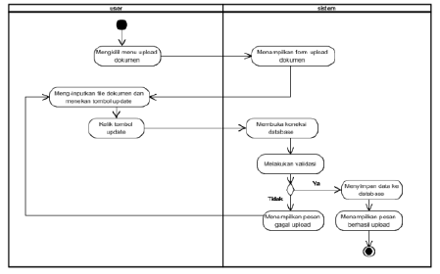 user
sistem
Mengklik menu upload
dokumen
Menampilkan form upload
dokumen
Menginputkan file dokumen dan
menekan tombol update
Klik tombol
update
Membuka koneksi
database
Melakukan validasi
Ya
Menyimpan data ke
database
Tidak
Menampilkan pesan
gagal upload
Menampilkan pesan
berhasil upload